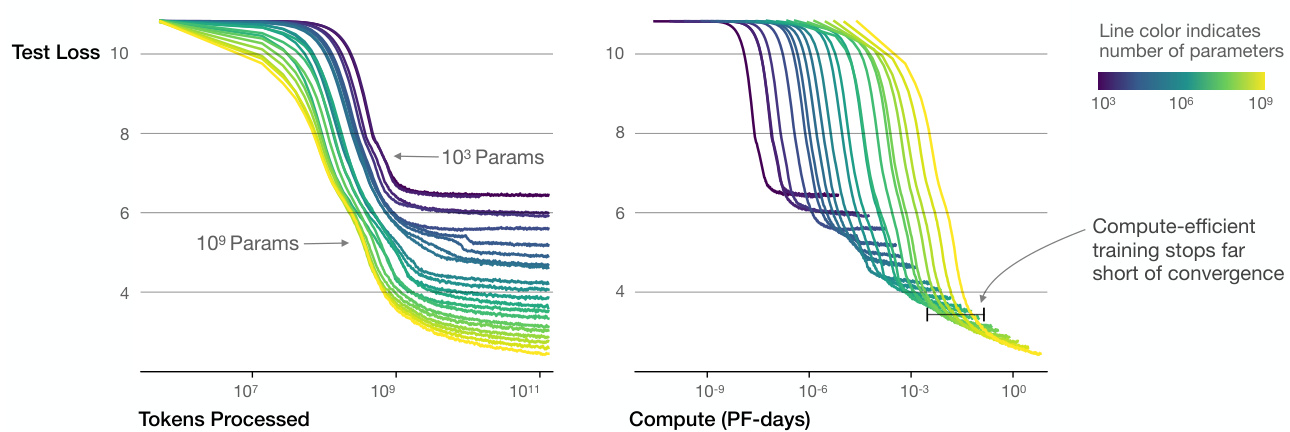 Test Loss
10
8
6
4
10³ Params
10⁹ Params
10⁷
10⁹
10¹¹
Tokens Processed
10
8
6
4
10⁻⁹
10⁻⁶
10⁻³
10⁰
Compute (PF-days)
Line color indicates
number of parameters
10³
10⁶
10⁹
Compute-efficient
training stops far
short of convergence